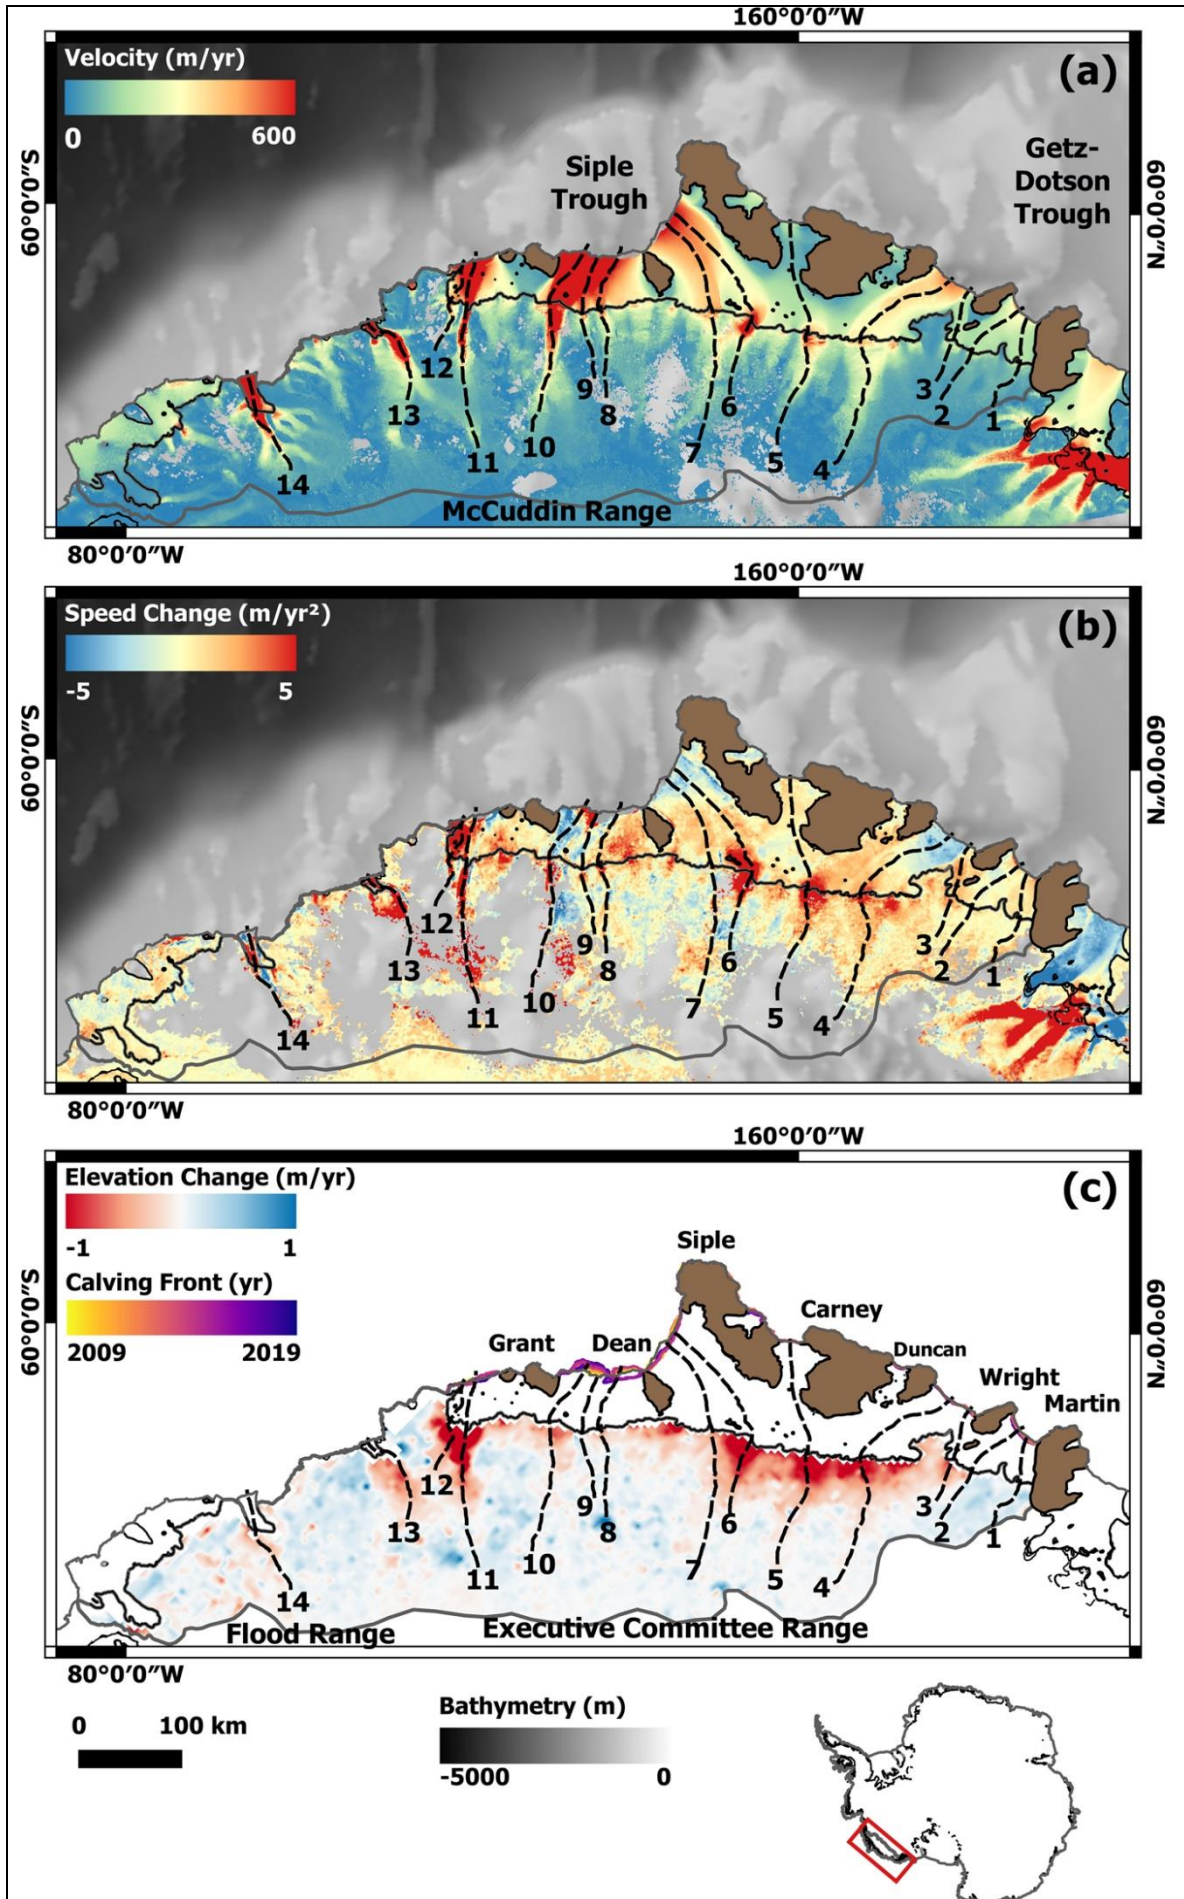 160°0′0″W
Velocity (m/yr)
0 600
(a)
Siple
Trough
Getz-
Dotson
Trough
60°0′0″S
60°0′0″N
12
13
14
11
10
9
8
7
6
5
4
3
2
1
McCuddin Range
80°0′0″W
160°0′0″W
Speed Change (m/yr²)
-5 5
(b)
60°0′0″S
60°0′0″N
12
13
14
11
10
9
8
7
6
5
4
3
2
1
80°0′0″W
160°0′0″W
Elevation Change (m/yr)
-1 1
(c)
Calving Front (yr)
2009 2019
Siple
Carney
Grant
Dean
Duncan
Wright
Martin
60°0′0″S
60°0′0″N
12
13
14
11
10
9
8
7
6
5
4
3
2
1
Flood Range
Executive Committee Range
80°0′0″W
0 100 km
Bathymetry (m)
-5000 0